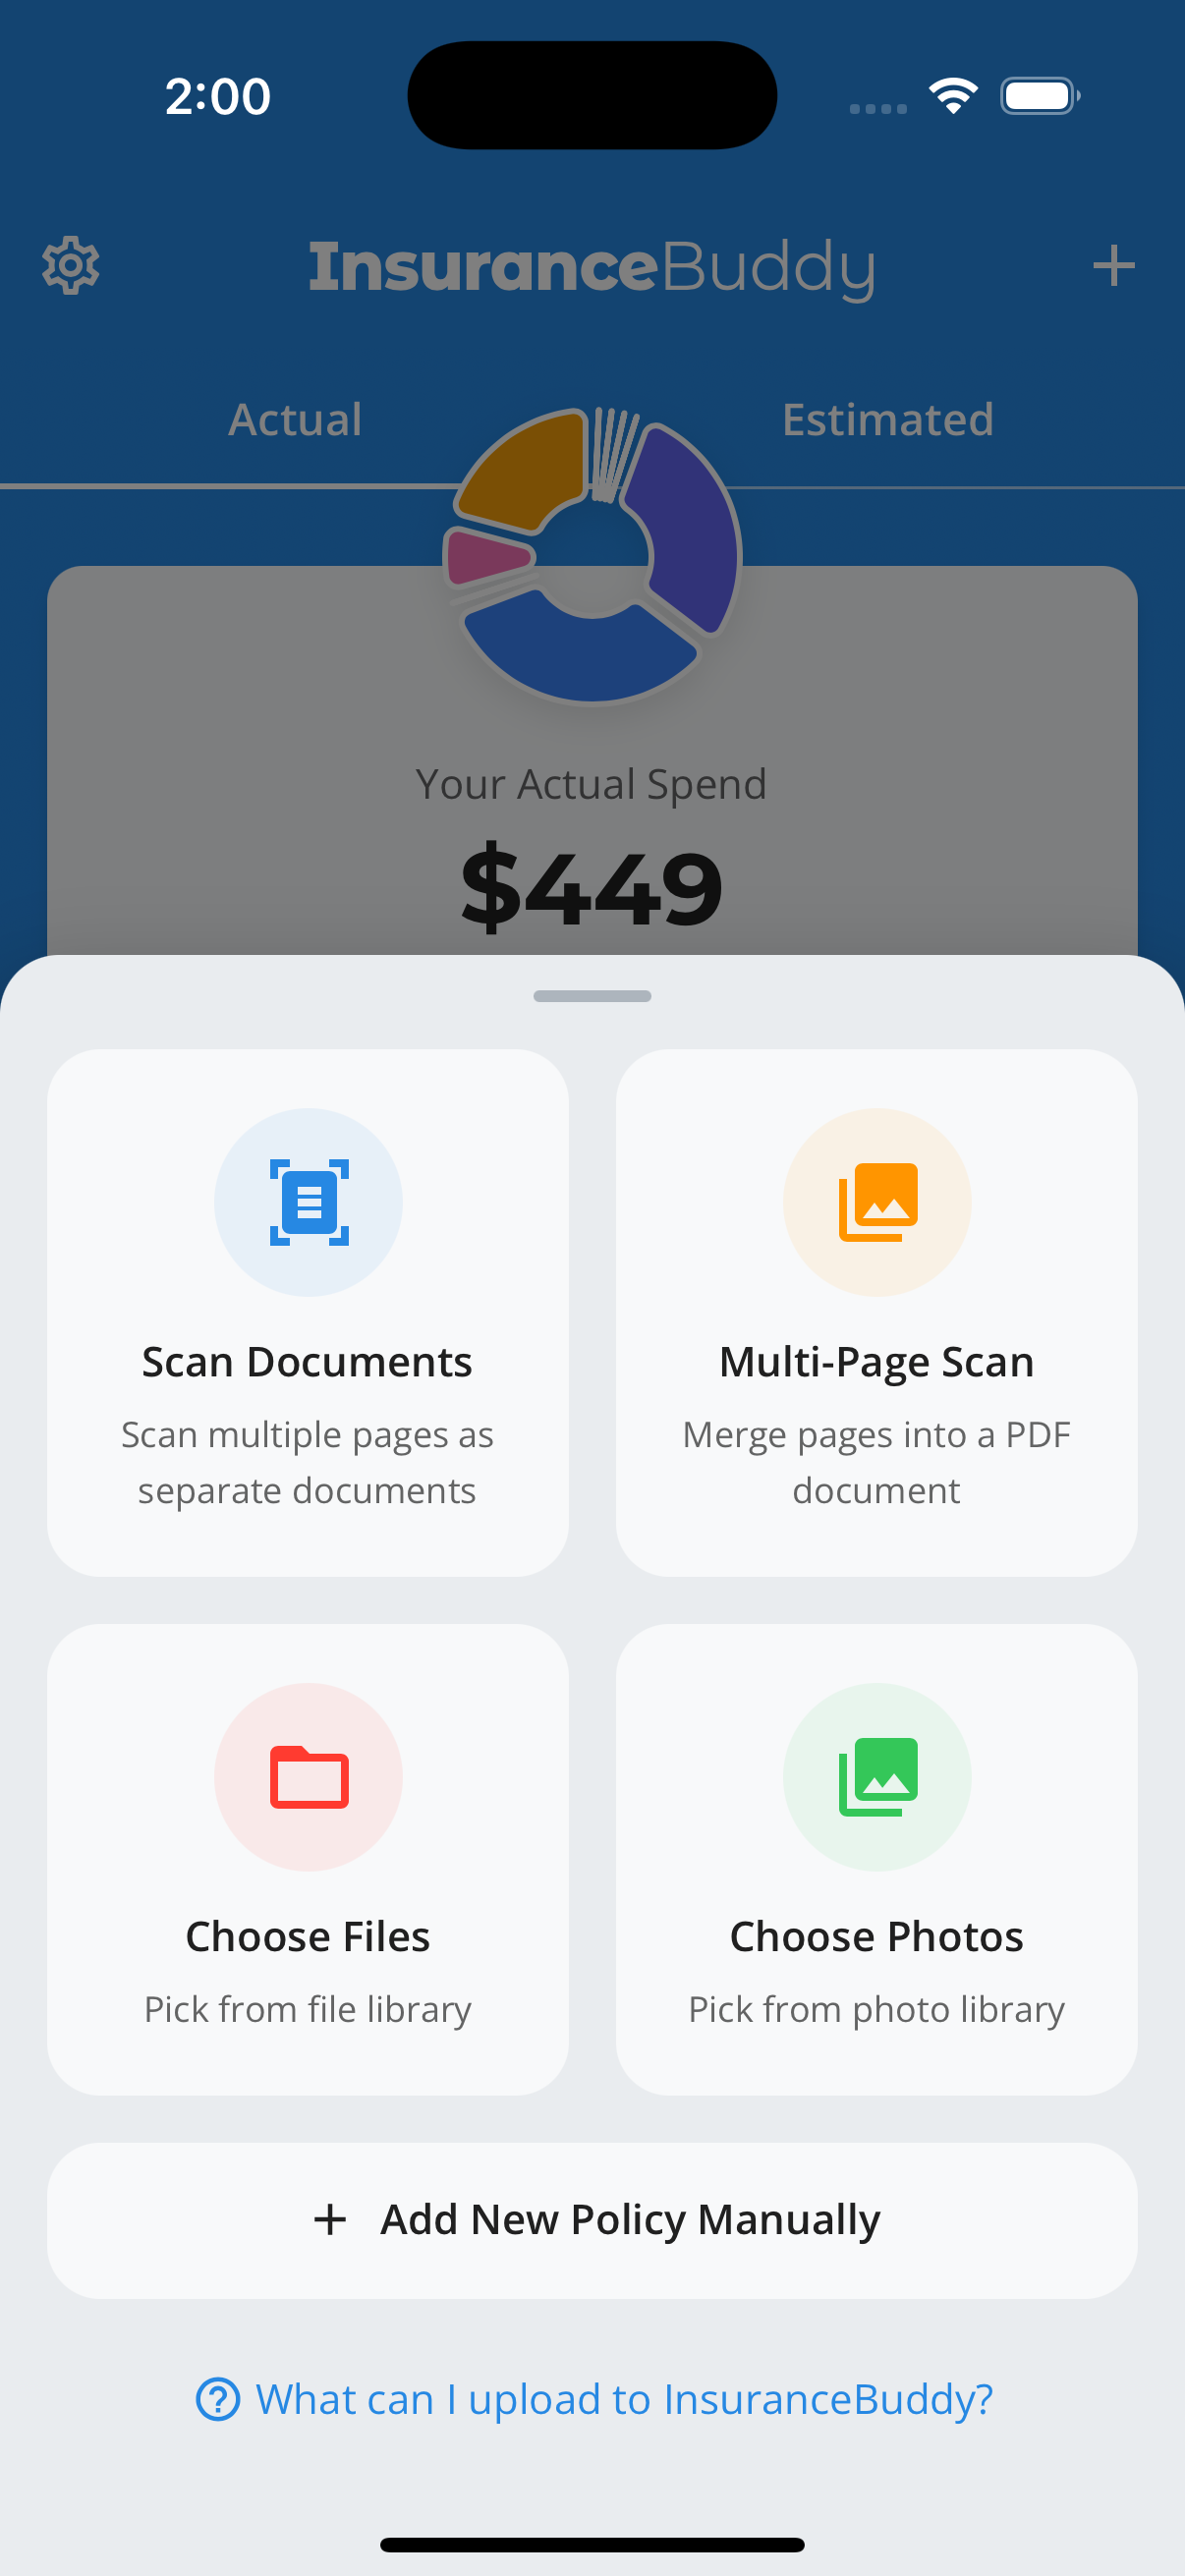 2:00
InsuranceBuddy
Actual
Estimated
Your Actual Spend
$449
Scan Documents
Scan multiple pages as
separate documents
Multi-Page Scan
Merge pages into a PDF
document
Choose Files
Pick from file library
Choose Photos
Pick from photo library
Add New Policy Manually
What can I upload to InsuranceBuddy?